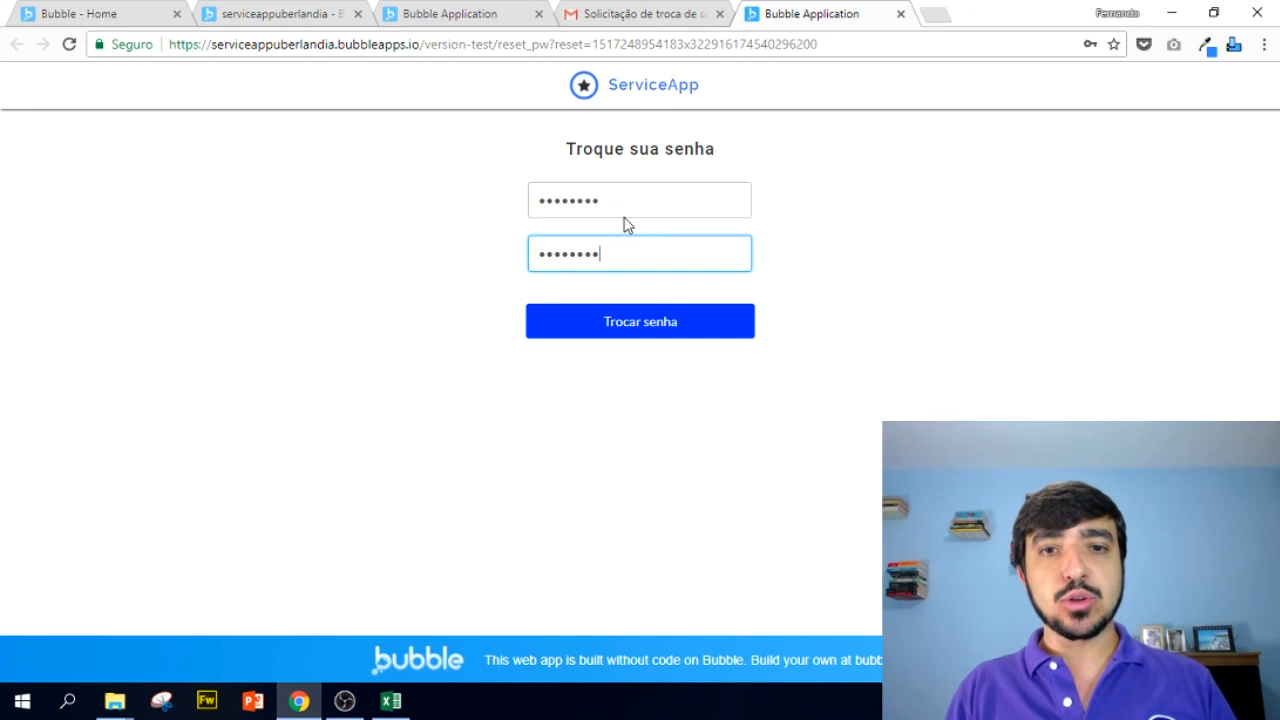 Bubble - Home
serviceappuberlandia - B
Bubble Application
Solicitação de troca de s
Bubble Application
Fernando
Seguro
https://serviceappuberlandia.bubbleapps.io/version-test/reset_pw?reset=1517248954183x322916174540296200
ServiceApp
Troque sua senha
••••••••
••••••••
Trocar senha
bubble
This web app is built without code on Bubble. Build your own at bubb
Fw